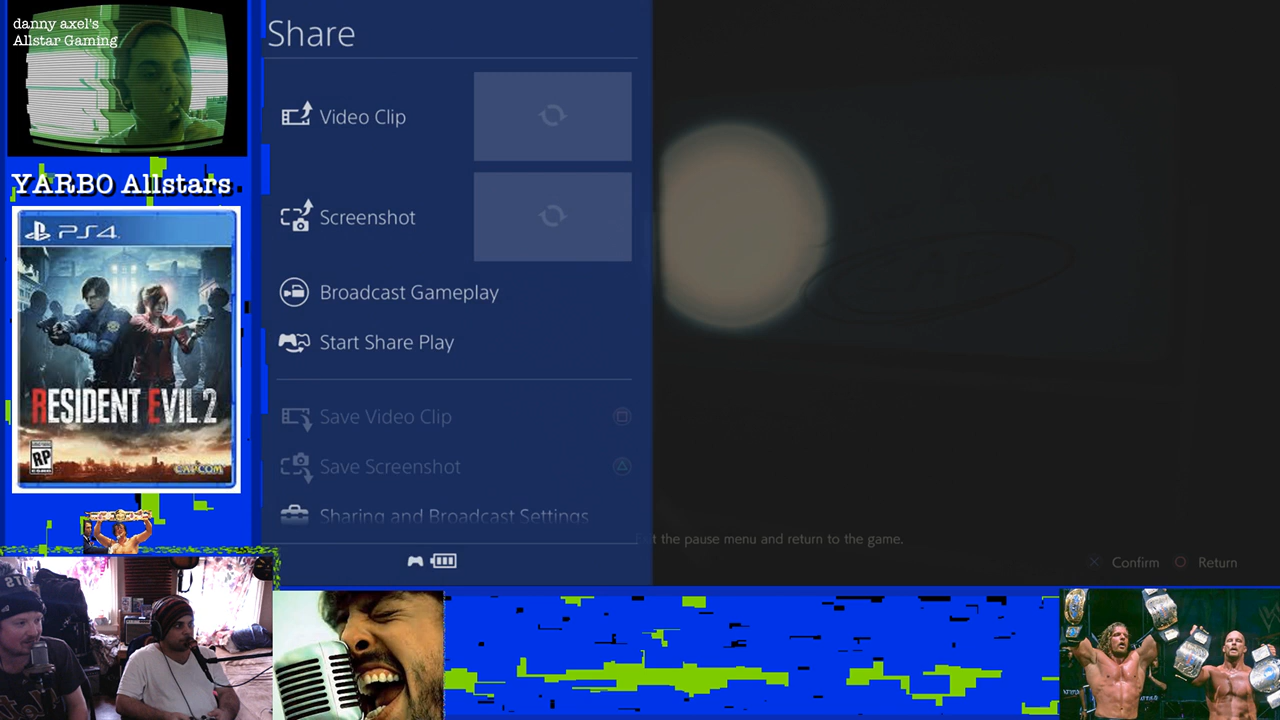 danny axel's
Allstar Gaming
YARBO Allstars
PS4
RESIDENT EVIL 2
RP
CAPCOM
Share
Video Clip
Screenshot
Broadcast Gameplay
Start Share Play
Save Video Clip
Save Screenshot
Sharing and Broadcast Settings
the pause menu and return to the game.
Confirm
Return